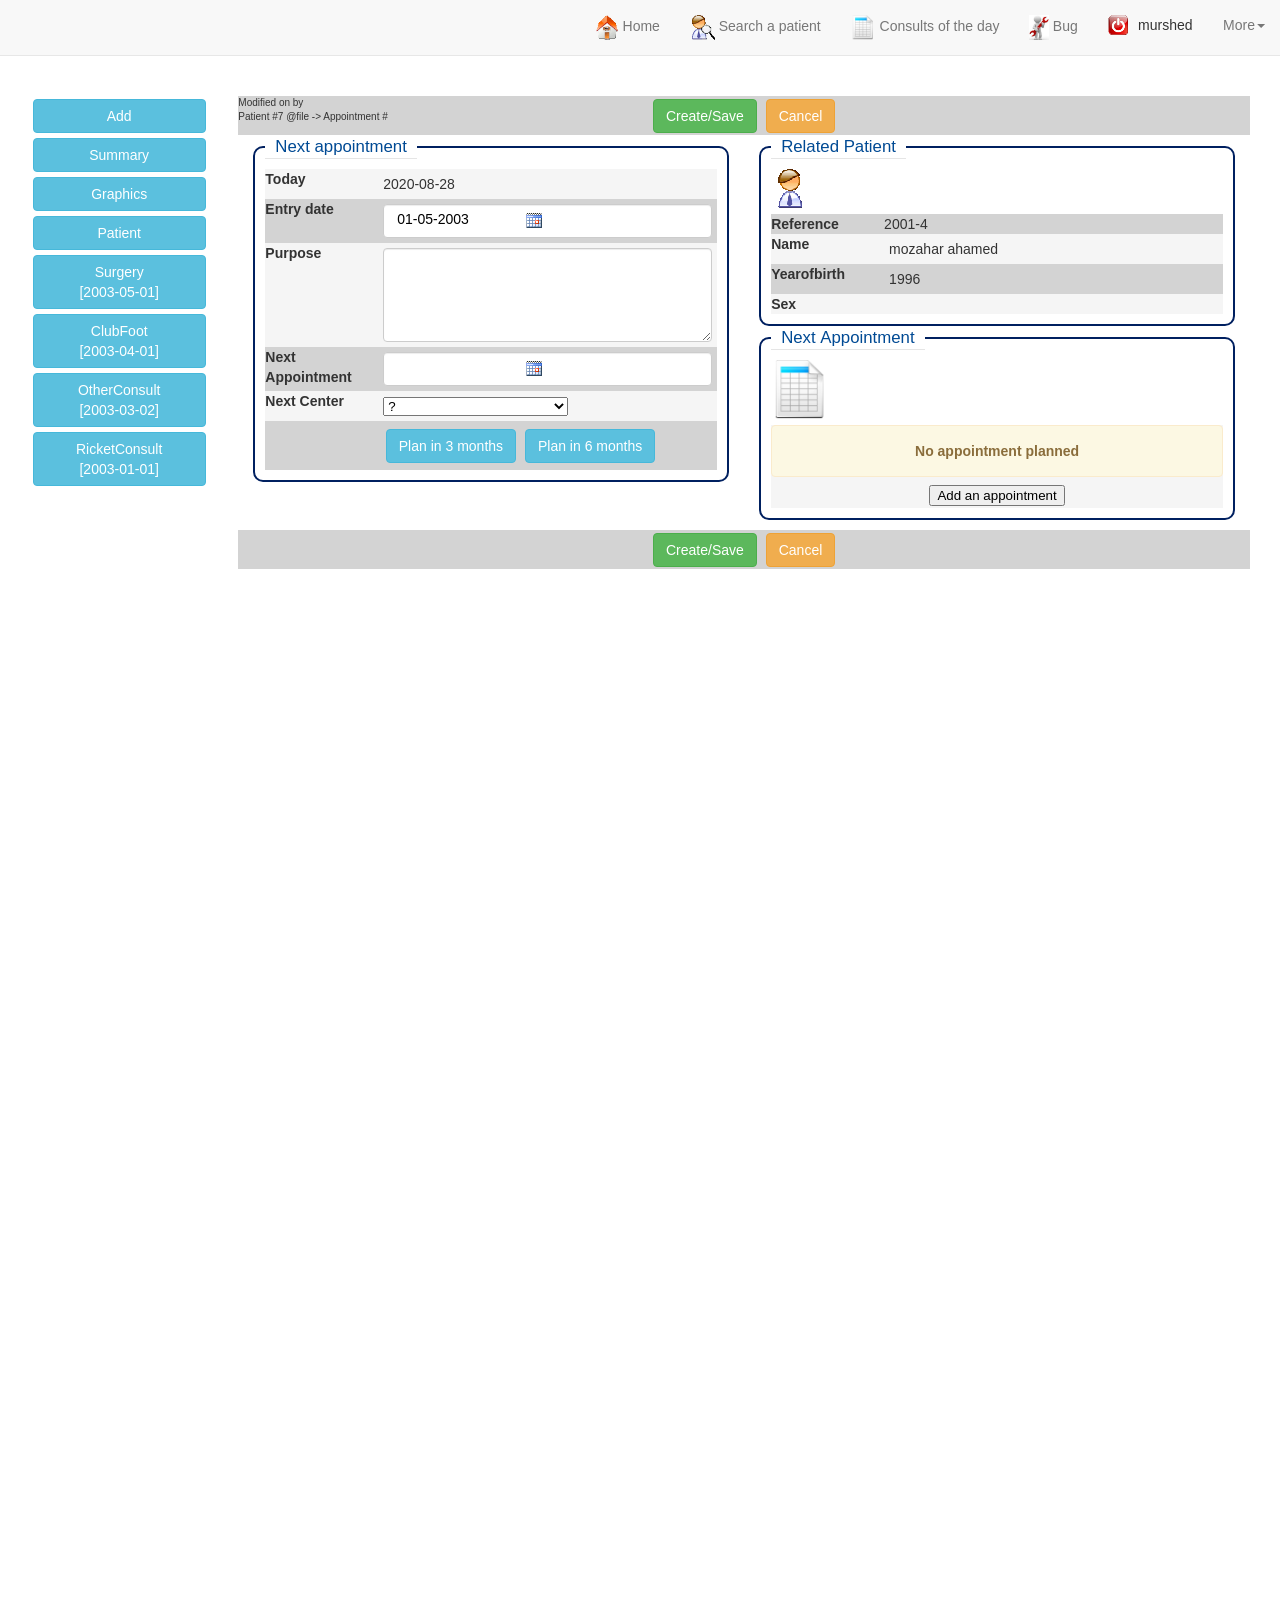 Home Search a patient Consults of the day Bug murshed More
Add
Summary
Graphics
Patient
Surgery
[2003-05-01]
ClubFoot
[2003-04-01]
OtherConsult
[2003-03-02]
RicketConsult
[2003-01-01]
Modified on by
Patient #7 @file -> Appointment #
Create/Save Cancel
Next appointment
Today 2020-08-28
Entry date 01-05-2003
Purpose
Next
Appointment
Next Center ?
Plan in 3 months Plan in 6 months
Related Patient
Reference 2001-4
Name mozahar ahamed
Yearofbirth 1996
Sex
Next Appointment
No appointment planned
Add an appointment
Create/Save Cancel